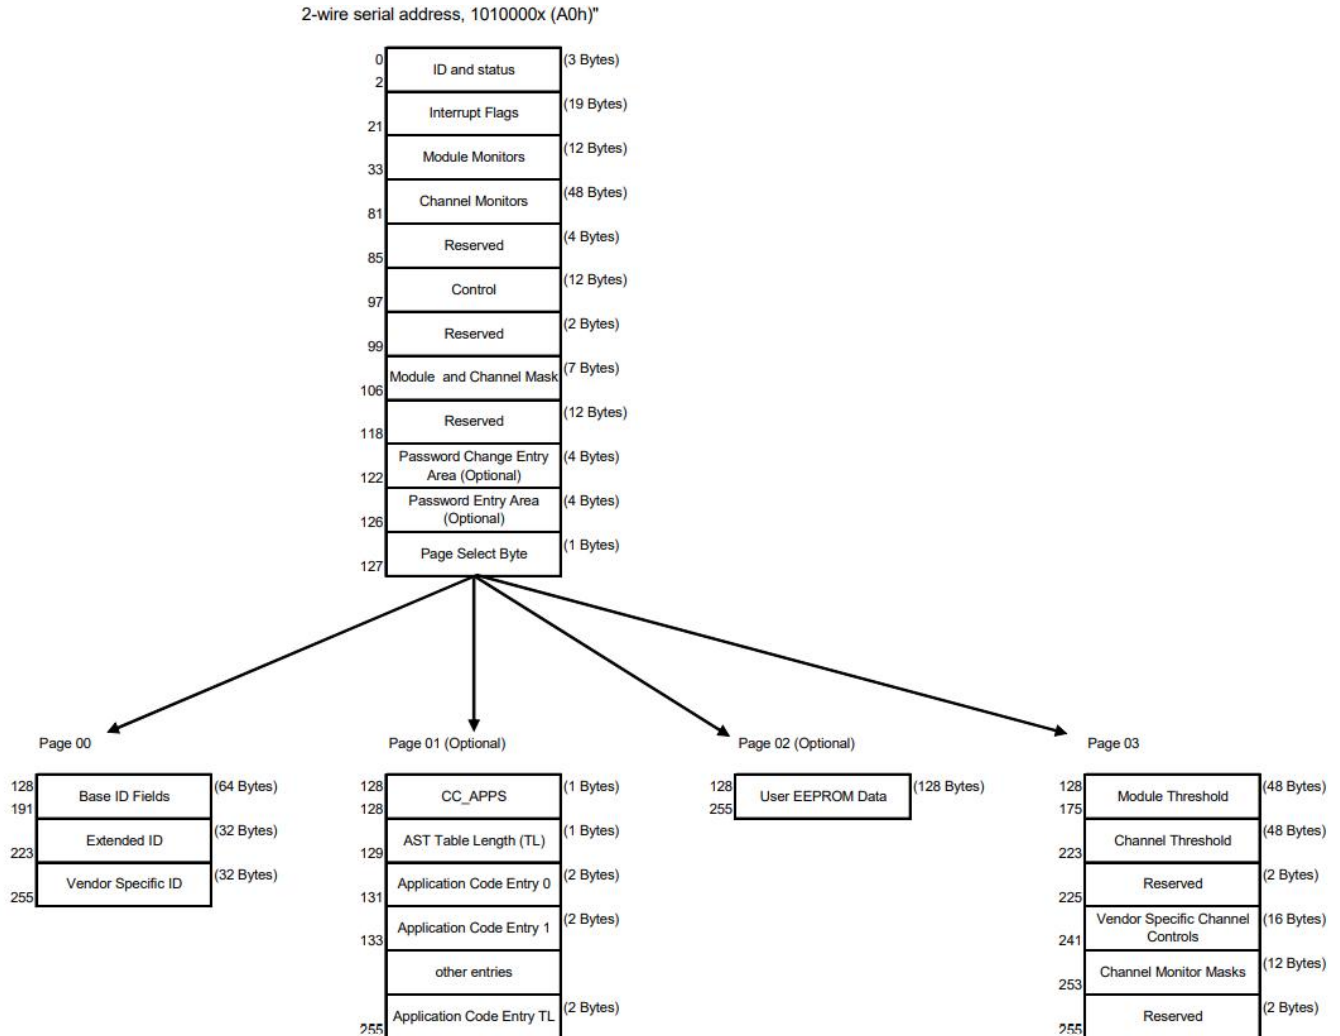 2-wire serial address, 1010000x (A0h)"
0
2
ID and status
(3 Bytes)
21
Interrupt Flags
(19 Bytes)
33
Module Monitors
(12 Bytes)
81
Channel Monitors
(48 Bytes)
85
Reserved
(4 Bytes)
97
Control
(12 Bytes)
99
Reserved
(2 Bytes)
106
Module and Channel Mask
(7 Bytes)
118
Reserved
(12 Bytes)
122
Password Change Entry
Area (Optional)
(4 Bytes)
126
Password Entry Area
(Optional)
(4 Bytes)
127
Page Select Byte
(1 Bytes)
Page 00
128
191
Base ID Fields
(64 Bytes)
223
Extended ID
(32 Bytes)
255
Vendor Specific ID
(32 Bytes)
Page 01 (Optional)
128
128
CC_APPS
(1 Bytes)
129
AST Table Length (TL)
(1 Bytes)
131
Application Code Entry 0
(2 Bytes)
133
Application Code Entry 1
(2 Bytes)
other entries
255
Application Code Entry TL
(2 Bytes)
Page 02 (Optional)
128
255
User EEPROM Data
(128 Bytes)
Page 03
128
175
Module Threshold
(48 Bytes)
223
Channel Threshold
(48 Bytes)
225
Reserved
(2 Bytes)
241
Vendor Specific Channel
Controls
(16 Bytes)
253
Channel Monitor Masks
(12 Bytes)
255
Reserved
(2 Bytes)